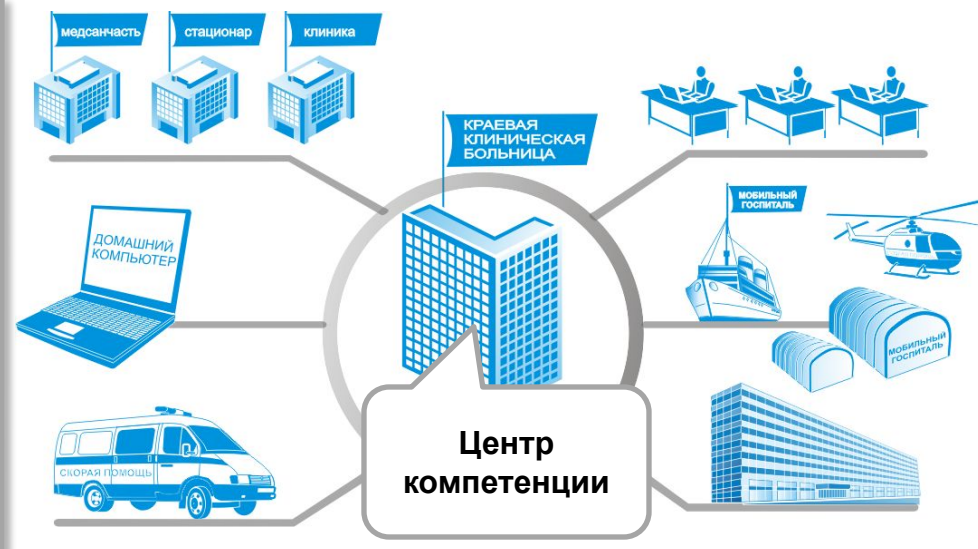 медсанчасть
стационар
клиника
КРАЕВАЯ
КЛИНИЧЕСКАЯ
БОЛЬНИЦА
МОБИЛЬНЫЙ
ГОСПИТАЛЬ
ДОМАШНИЙ
КОМПЬЮТЕР
МОБИЛЬНЫЙ
ГОСПИТАЛЬ
СКОРАЯ ПОМОЩЬ
Центр
компетенции